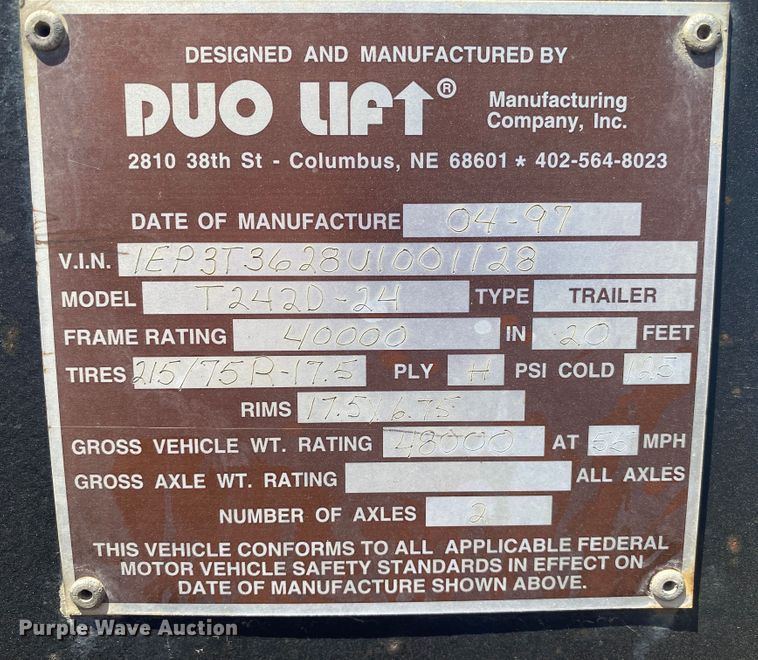 DESIGNED AND MANUFACTURED BY
DUO LIFT® Manufacturing Company, Inc.
2810 38th St - Columbus, NE 68601 * 402-564-8023
DATE OF MANUFACTURE 04-97
V.I.N. 1EP3T3628U1001128
MODEL T242D-24 TYPE TRAILER
FRAME RATING 40000 IN 20 FEET
TIRES 215/75R-17.5 PLY H PSI COLD 125
RIMS 17.5X6.75
GROSS VEHICLE WT. RATING 48000 AT 55 MPH
GROSS AXLE WT. RATING ALL AXLES
NUMBER OF AXLES 2
THIS VEHICLE CONFORMS TO ALL APPLICABLE FEDERAL
MOTOR VEHICLE SAFETY STANDARDS IN EFFECT ON
DATE OF MANUFACTURE SHOWN ABOVE.
Purple Wave Auction